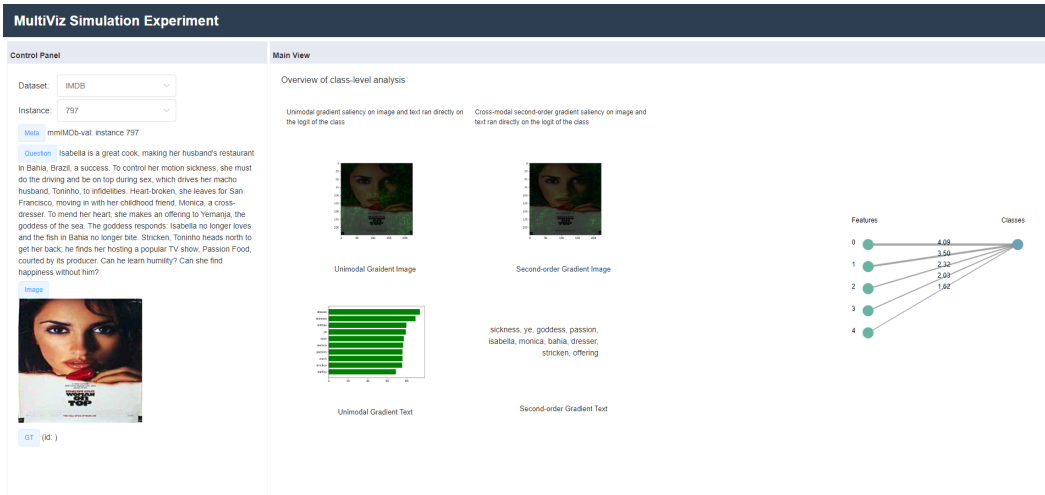 MultiViz Simulation Experiment
Control Panel
Main View
Dataset: IMDB
Instance: 797
Meta mmIMDb-val: instance 797
Question Isabella is a great cook, making her husband's restaurant
in Bahia, Brazil, a success. To control her motion sickness, she must
do the driving and be on top during sex, which drives her macho
husband, Toninho, to infidelities. Heart-broken, she leaves for San
Francisco, moving in with her childhood friend, Monica, a cross-
dresser. To mend her heart, she makes an offering to Yemanja, the
goddess of the sea. The goddess responds: Isabella no longer loves
and the fish in Bahia no longer bite. Stricken, Toninho heads north to
get her back; he finds her hosting a popular TV show, Passion Food,
courted by its producer. Can he learn humility? Can she find
happiness without him?
Image
WOMAN
ON
TOP
GT (id: )
Overview of class-level analysis
Unimodal gradient saliency on image and text ran directly on
the logit of the class
Cross-modal second-order gradient saliency on image and
text ran directly on the logit of the class
Unimodal Graident Image
Second-order Gradient Image
sickness, ye, goddess, passion,
isabella, monica, bahia, dresser,
stricken, offering
Unimodal Gradient Text
Second-order Gradient Text
Features
Classes
0
4.09
3.50
1
2.32
2
2.03
1.62
3
4